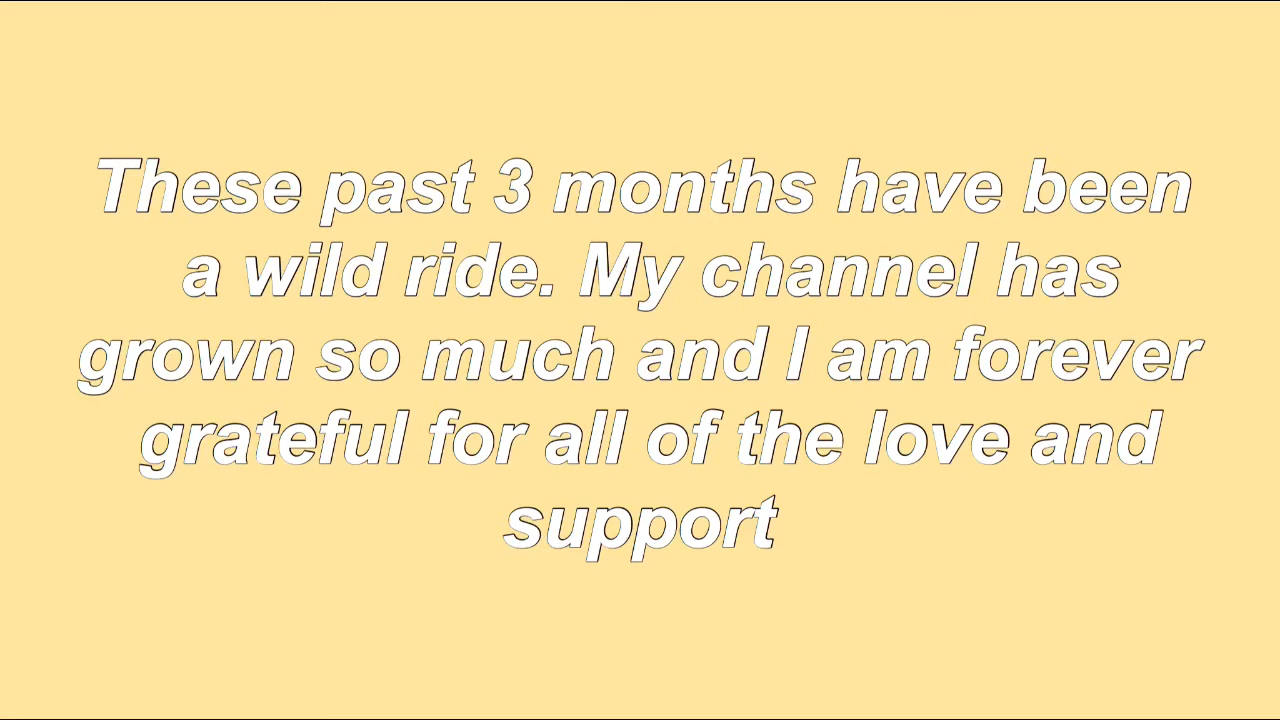 These past 3 months have been
a wild ride. My channel has
grown so much and I am forever
grateful for all of the love and
support